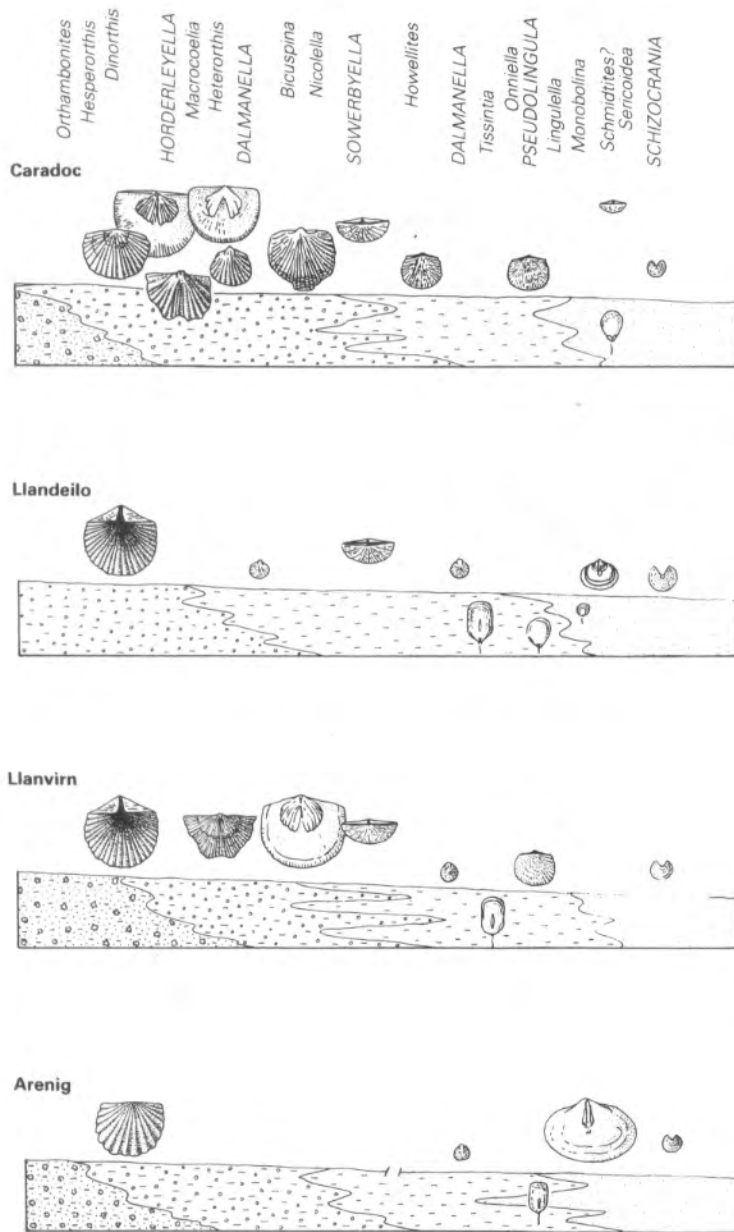 Orthambonites
Hesperorthis
Dinorthis
HORDERLEYELLA
Macrocoelia
Heterorthis
DALMANELLA
Bicuspina
Nicolella
SOWERBYELLA
Howellites
DALMANELLA
Tissintia
Onniella
PSEUDOLINGULA
Lingulella
Monobolina
Schmidtites?
Sericoidea
SCHIZOCRANIA
Caradoc
Llandeilo
Llanvirn
Arenig